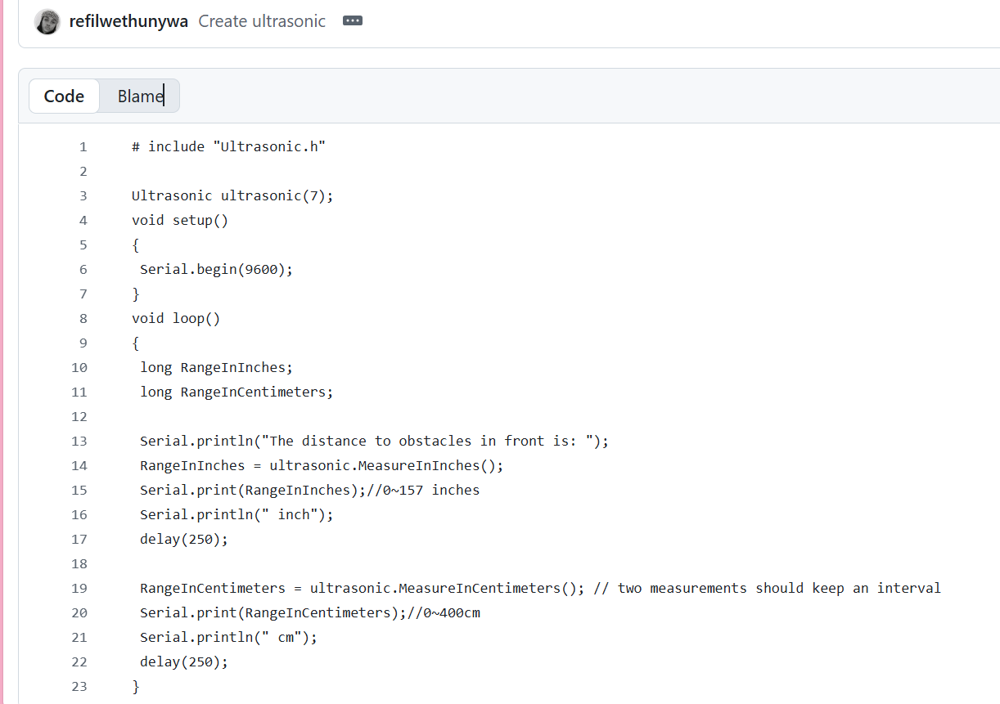 refilwethunywa Create ultrasonic
Code Blame
1 # include "Ultrasonic.h"
2
3 Ultrasonic ultrasonic(7);
4 void setup()
5 {
6  Serial.begin(9600);
7 }
8 void loop()
9 {
10  long RangeInInches;
11  long RangeInCentimeters;
12
13  Serial.println("The distance to obstacles in front is: ");
14  RangeInInches = ultrasonic.MeasureInInches();
15  Serial.print(RangeInInches);//0~157 inches
16  Serial.println(" inch");
17  delay(250);
18
19  RangeInCentimeters = ultrasonic.MeasureInCentimeters(); // two measurements should keep an interval
20  Serial.print(RangeInCentimeters);//0~400cm
21  Serial.println(" cm");
22  delay(250);
23 }